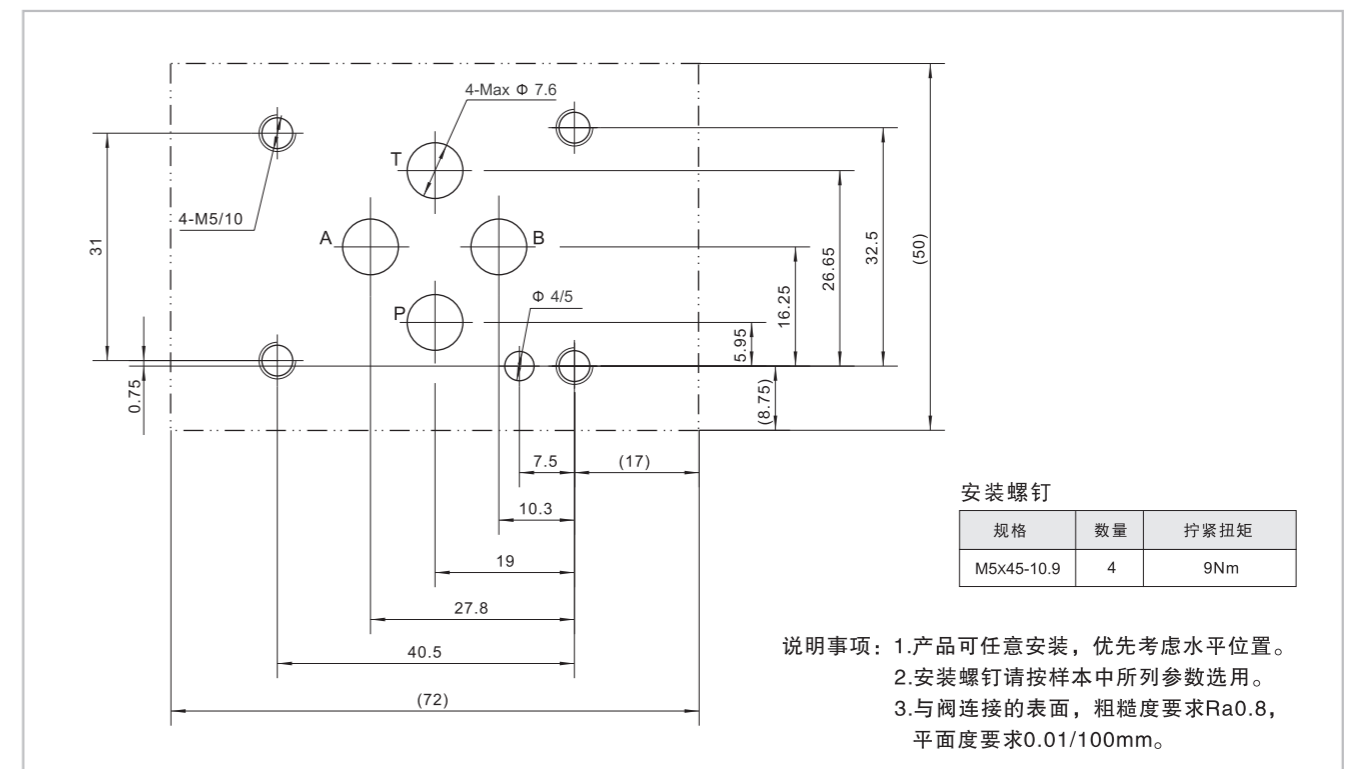 4-Max Φ 7.6
T
4-M5/10
A
B
31
P
Φ 4/5
0.75
5.95
16.25
26.65
32.5
(50)
(8.75)
7.5
(17)
10.3
19
27.8
40.5
(72)
安装螺钉
规格 数量 拧紧扭矩
M5x45-10.9 4 9Nm
说明事项：1.产品可任意安装，优先考虑水平位置。
2.安装螺钉请按样本中所列参数选用。
3.与阀连接的表面，粗糙度要求Ra0.8，
平面度要求0.01/100mm。